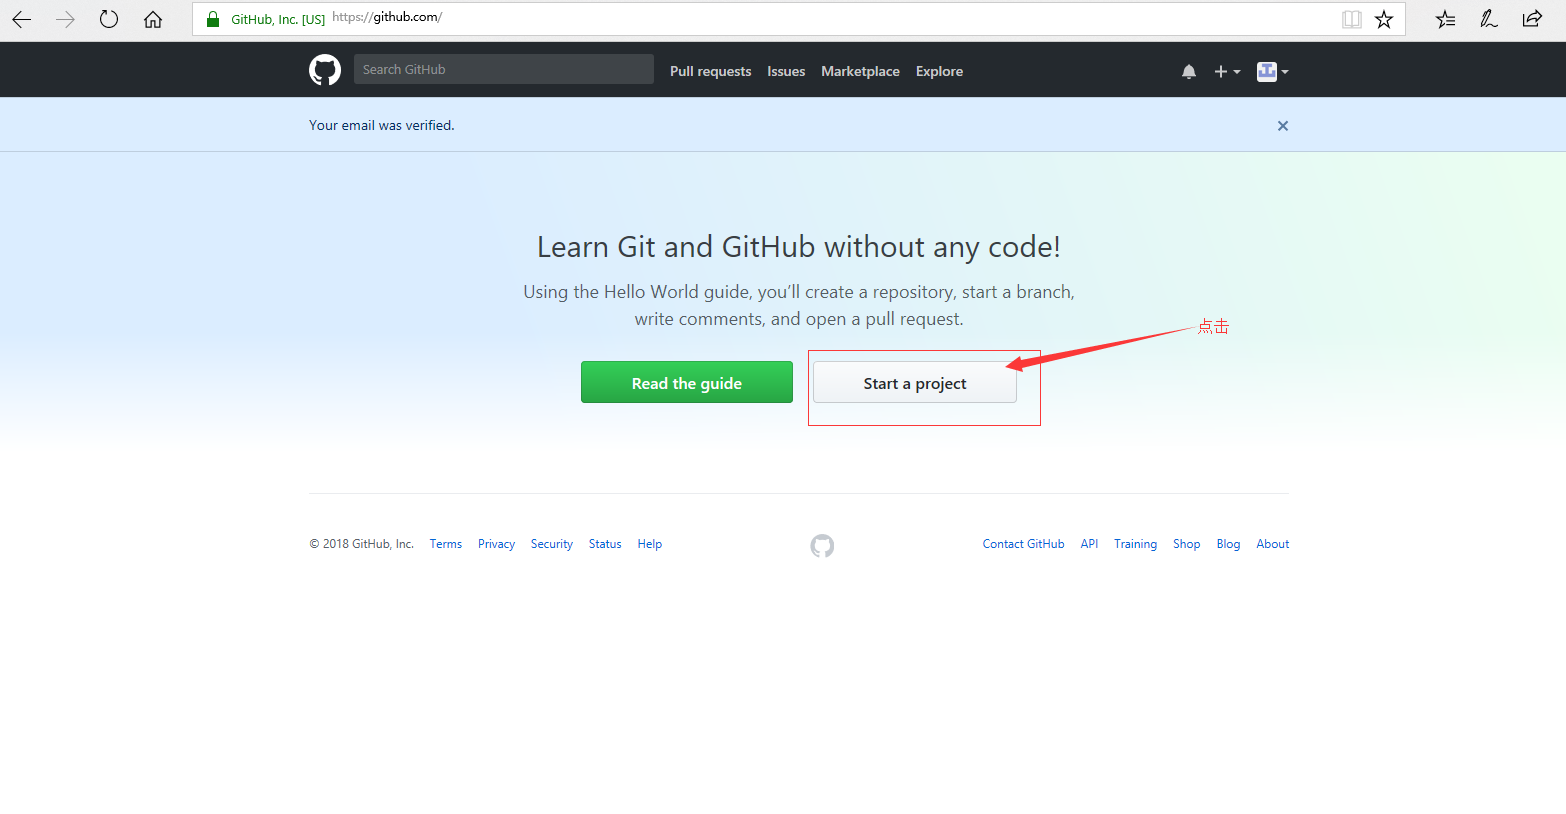 GitHub, Inc. [US] https://github.com/
Search GitHub
Pull requests Issues Marketplace Explore
Your email was verified.
Learn Git and GitHub without any code!
Using the Hello World guide, you’ll create a repository, start a branch,
write comments, and open a pull request.
点击
Read the guide
Start a project
© 2018 GitHub, Inc. Terms Privacy Security Status Help
Contact GitHub API Training Shop Blog About